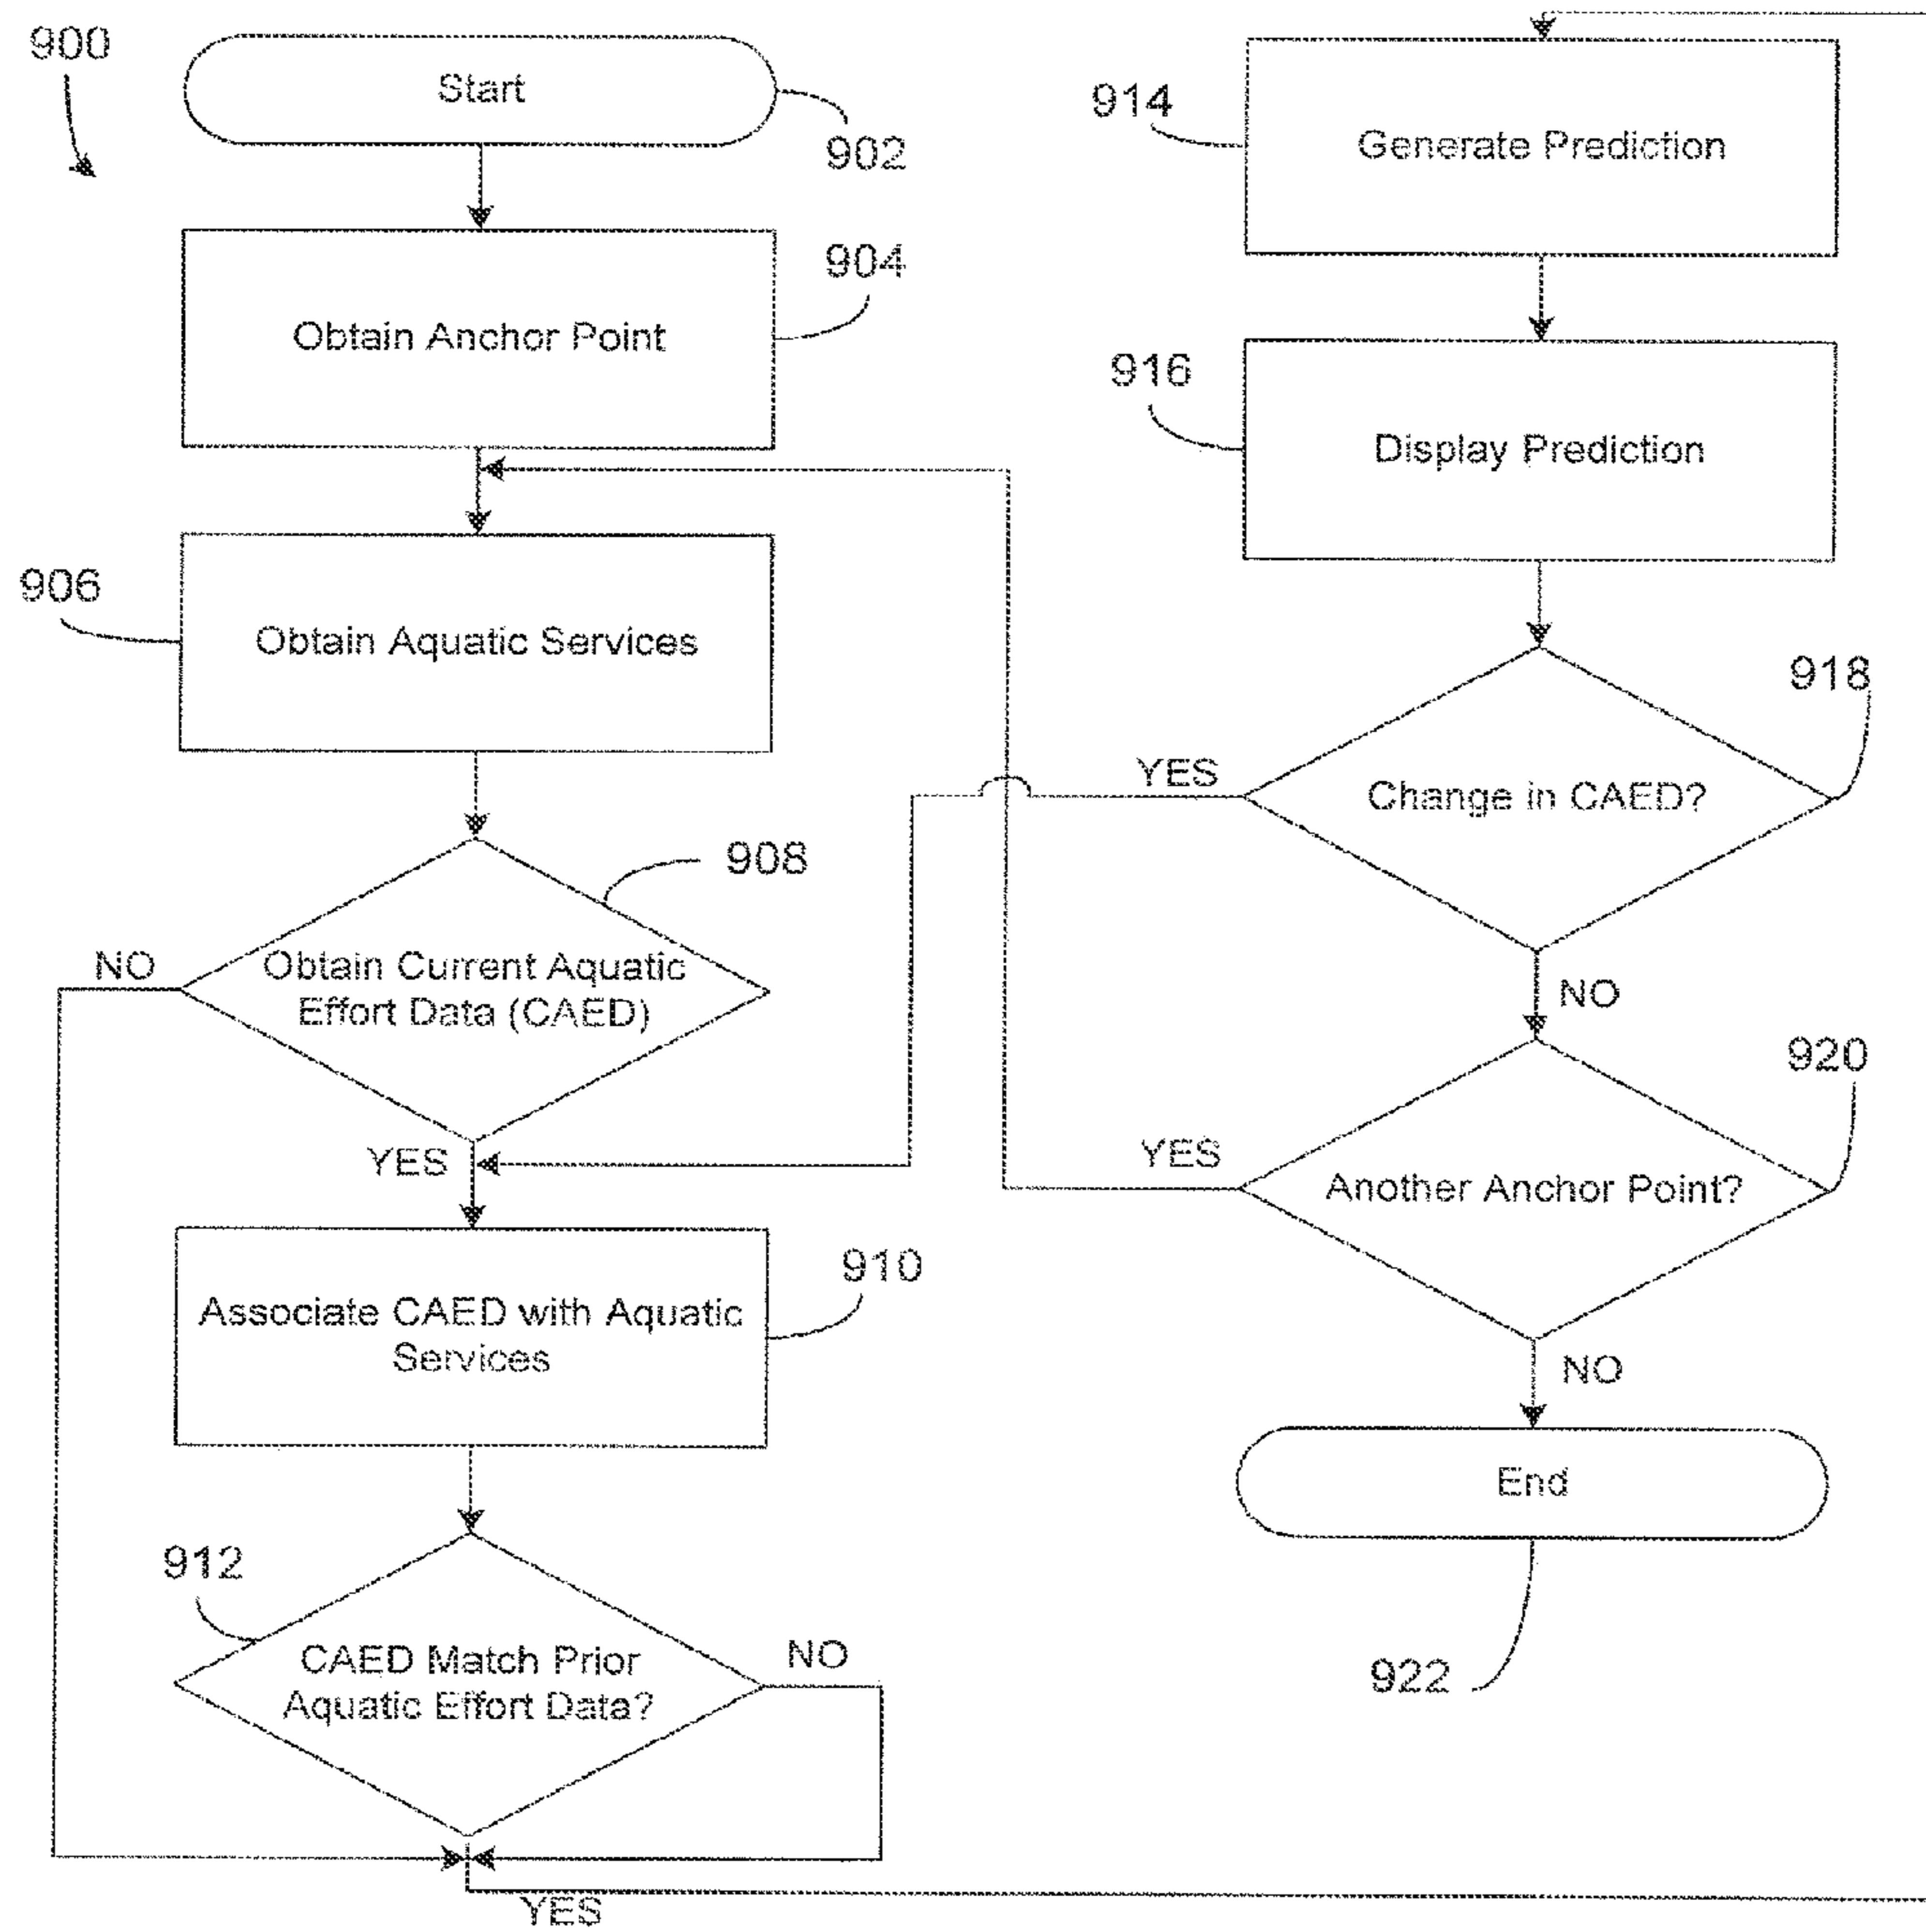 900
Start
902
Obtain Anchor Point
904
906
Obtain Aquatic Services
908
NO
Obtain Current Aquatic
Effort Data (CAED)
YES
910
Associate CAED with Aquatic
Services
912
CAED Match Prior
Aquatic Effort Data?
NO
YES
914
Generate Prediction
916
Display Prediction
918
YES
Change in CAED?
NO
920
YES
Another Anchor Point?
NO
End
922